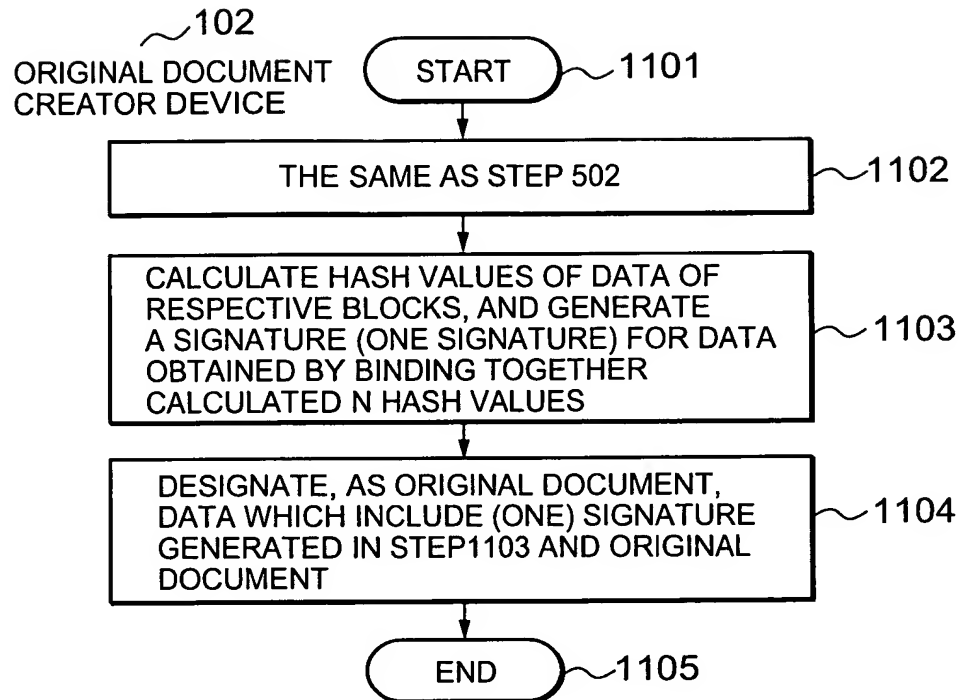 102
ORIGINAL DOCUMENT
CREATOR DEVICE
START
1101
THE SAME AS STEP 502
1102
CALCULATE HASH VALUES OF DATA OF
RESPECTIVE BLOCKS, AND GENERATE
A SIGNATURE (ONE SIGNATURE) FOR DATA
OBTAINED BY BINDING TOGETHER
CALCULATED N HASH VALUES
1103
DESIGNATE, AS ORIGINAL DOCUMENT,
DATA WHICH INCLUDE (ONE) SIGNATURE
GENERATED IN STEP1103 AND ORIGINAL
DOCUMENT
1104
END
1105